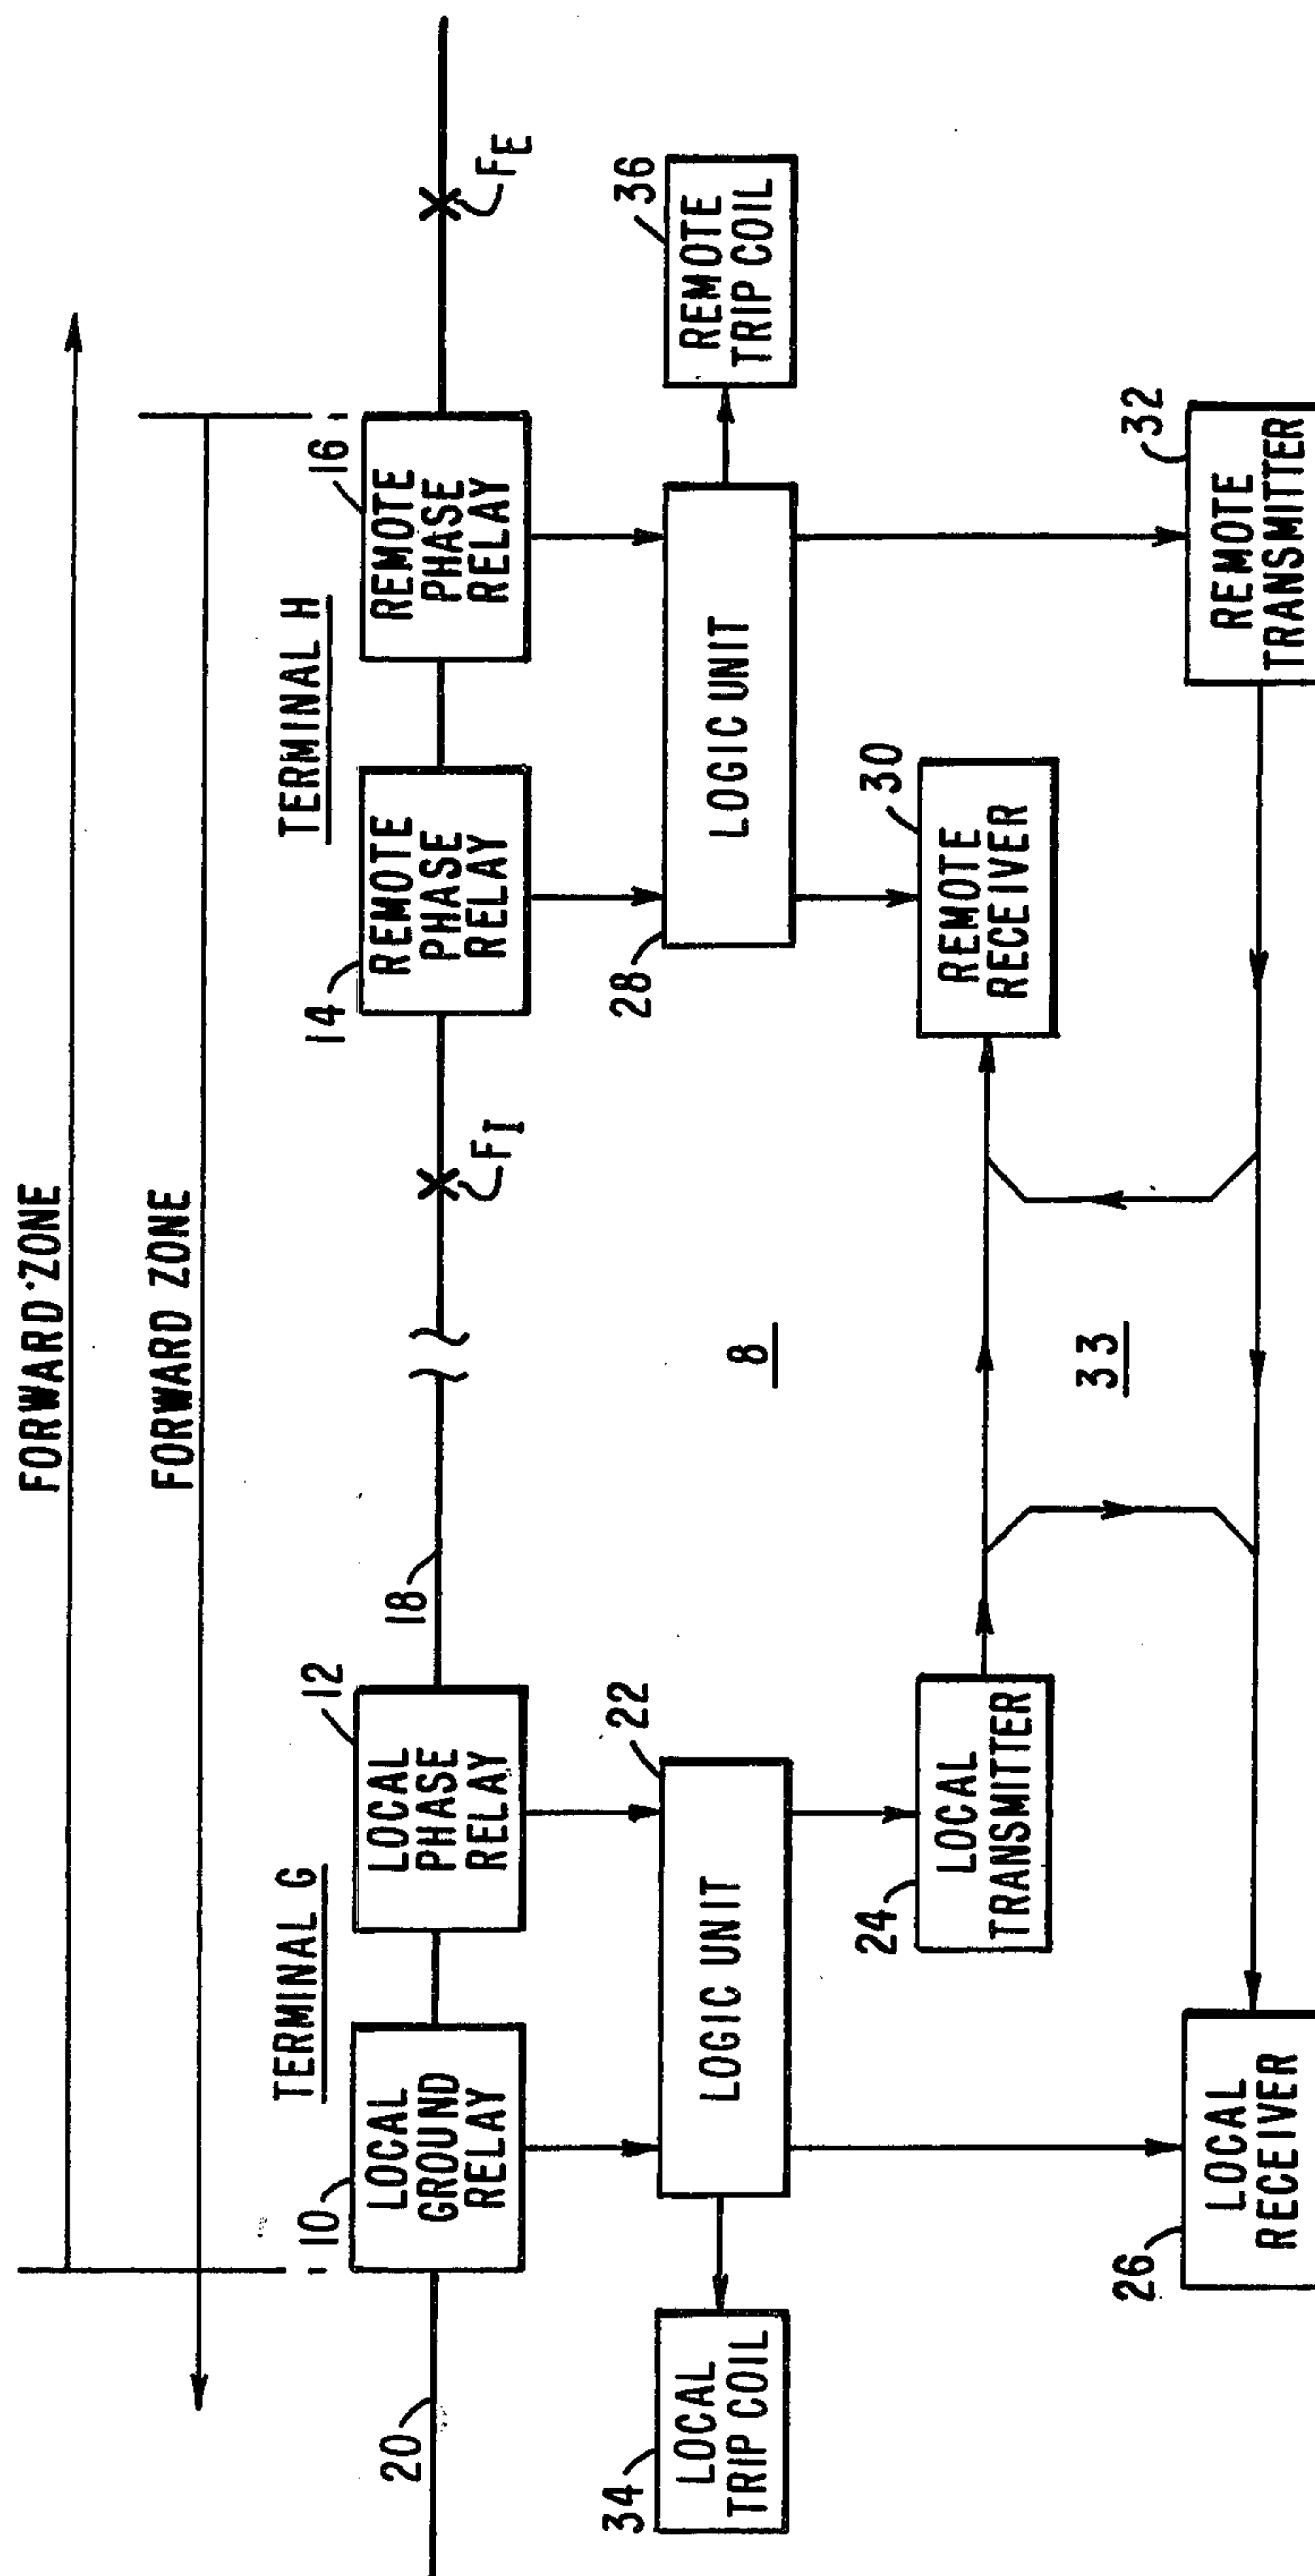 FORWARD ZONE
FORWARD ZONE
TERMINAL G
TERMINAL H
10
LOCAL
GROUND
RELAY
12
LOCAL
PHASE
RELAY
14
REMOTE
PHASE
RELAY
16
REMOTE
PHASE
RELAY
20
18
FI
FE
34
LOCAL
TRIP COIL
LOGIC UNIT
22
8
28
LOGIC UNIT
36
REMOTE
TRIP COIL
24
LOCAL
TRANSMITTER
33
30
REMOTE
RECEIVER
26
LOCAL
RECEIVER
32
REMOTE
TRANSMITTER